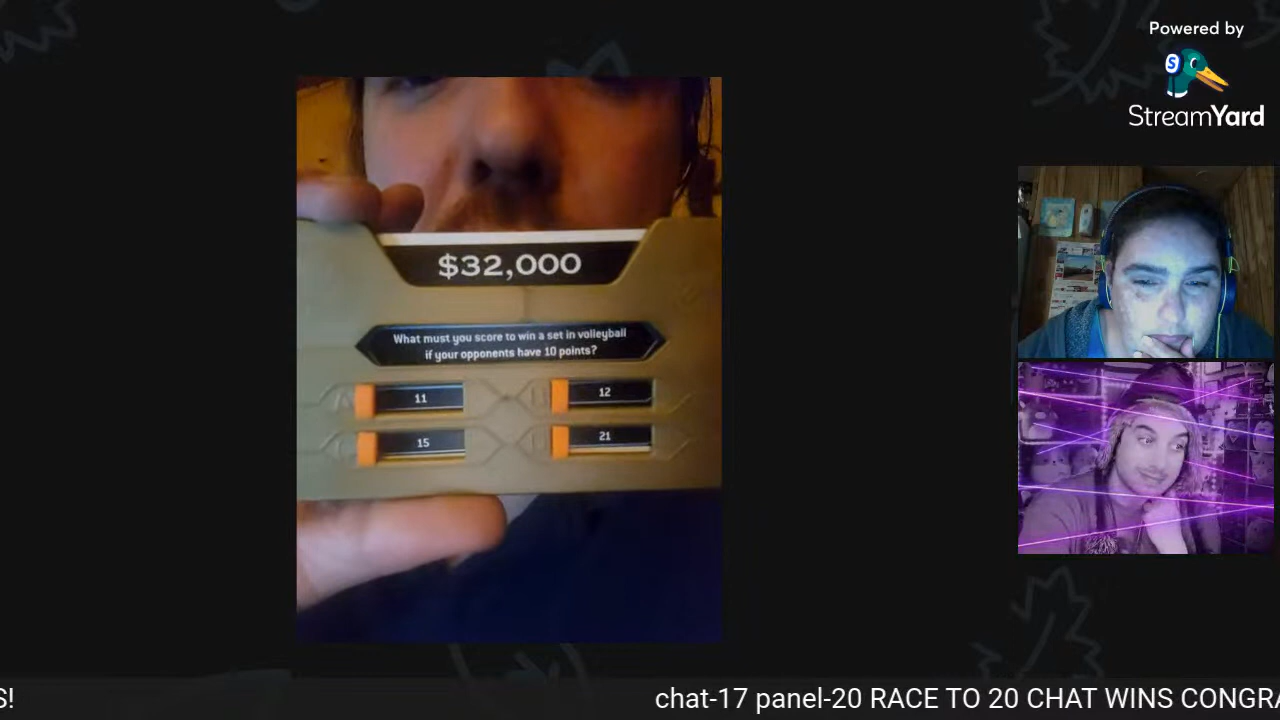 Powered by
S
StreamYard
$32,000
What must you score to win a set in volleyball
if your opponents have 10 points?
11
12
15
21
S!
chat-17 panel-20 RACE TO 20 CHAT WINS CONGRA